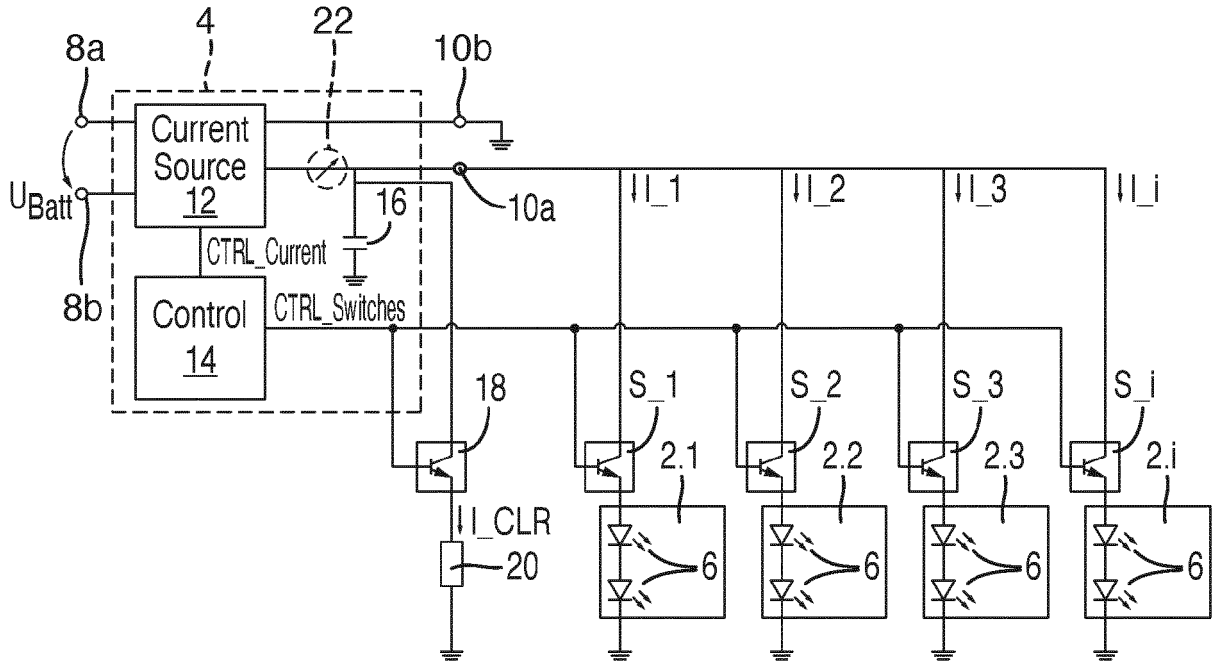 4
22
8a
10b
Current
Source
12
U_Batt
10a
I_1
I_2
I_3
I_i
16
CTRL_Current
8b
Control
14
CTRL_Switches
18
S_1
S_2
S_3
S_i
2.1
2.2
2.3
2.i
I_CLR
20
6
6
6
6